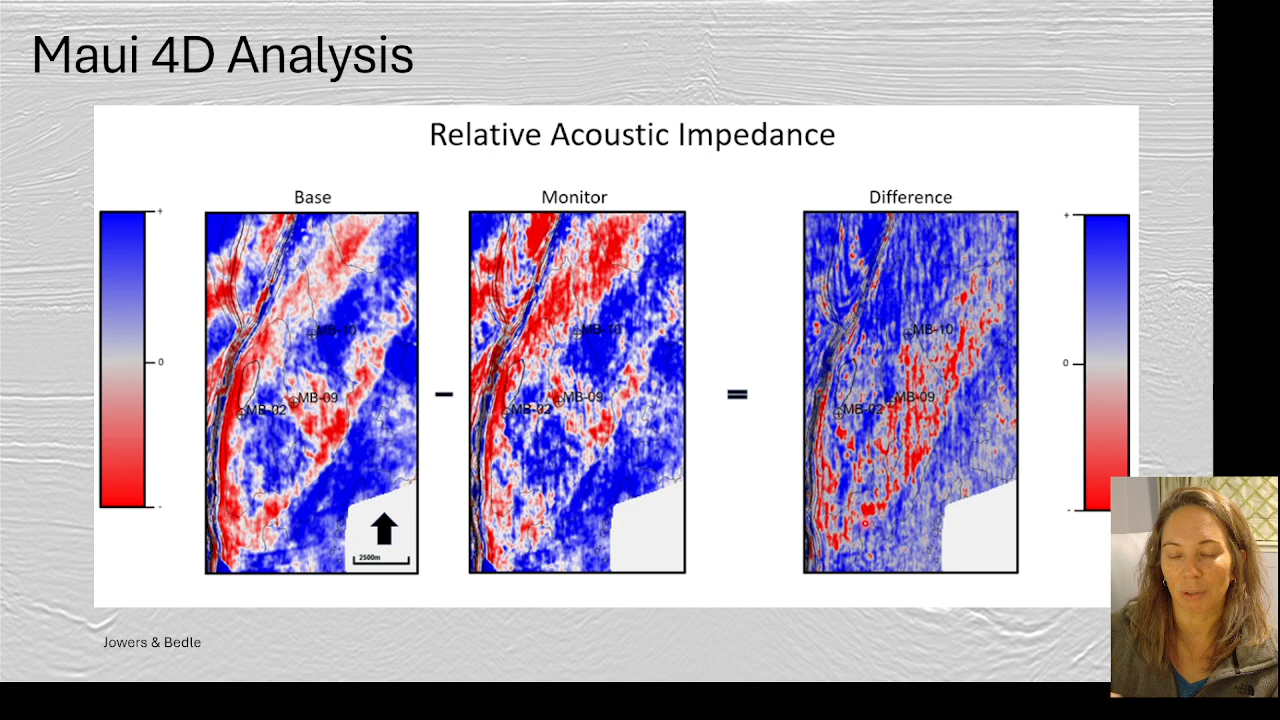 Maui 4D Analysis
Relative Acoustic Impedance
Base
Monitor
Difference
+
0
-
MB-10
MB-09
MB-02
2500m
-
MB-10
MB-09
MB-02
=
MB-10
MB-09
MB-02
+
0
-
Jowers & Bedle